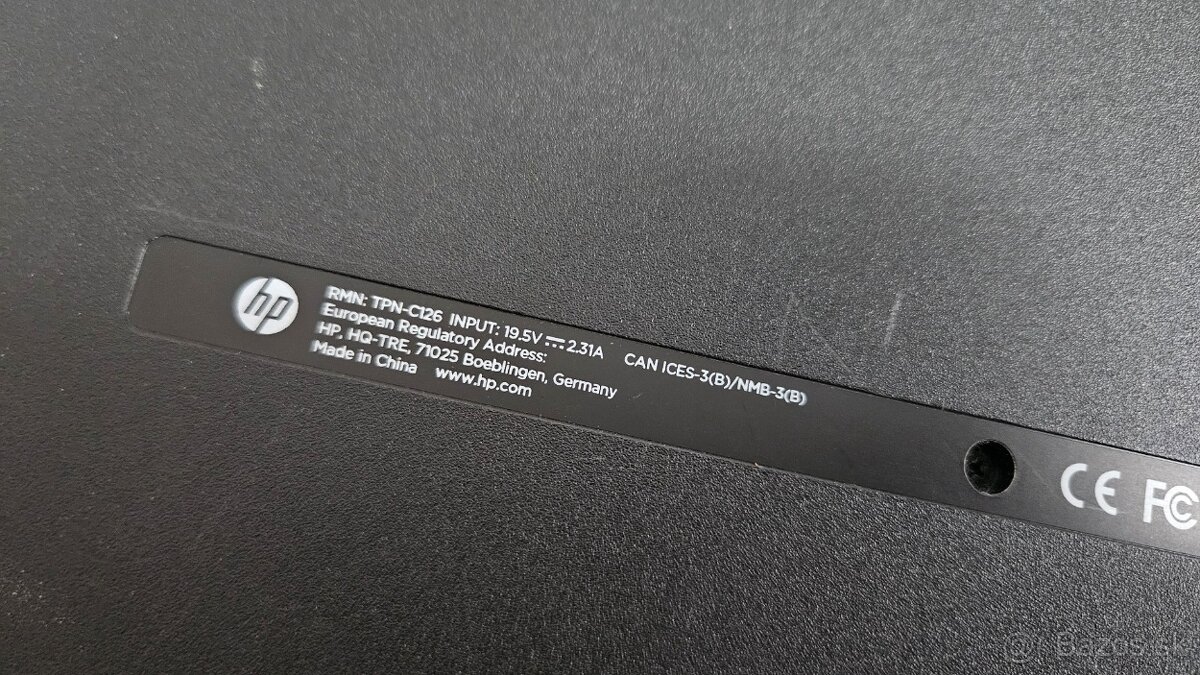 hp
RMN: TPN-C126 INPUT: 19.5V ⎓ 2.31A CAN ICES-3(B)/NMB-3(B)
European Regulatory Address:
HP, HQ-TRE, 71025 Boeblingen, Germany
Made in China www.hp.com
CE FC
Bazos.sk